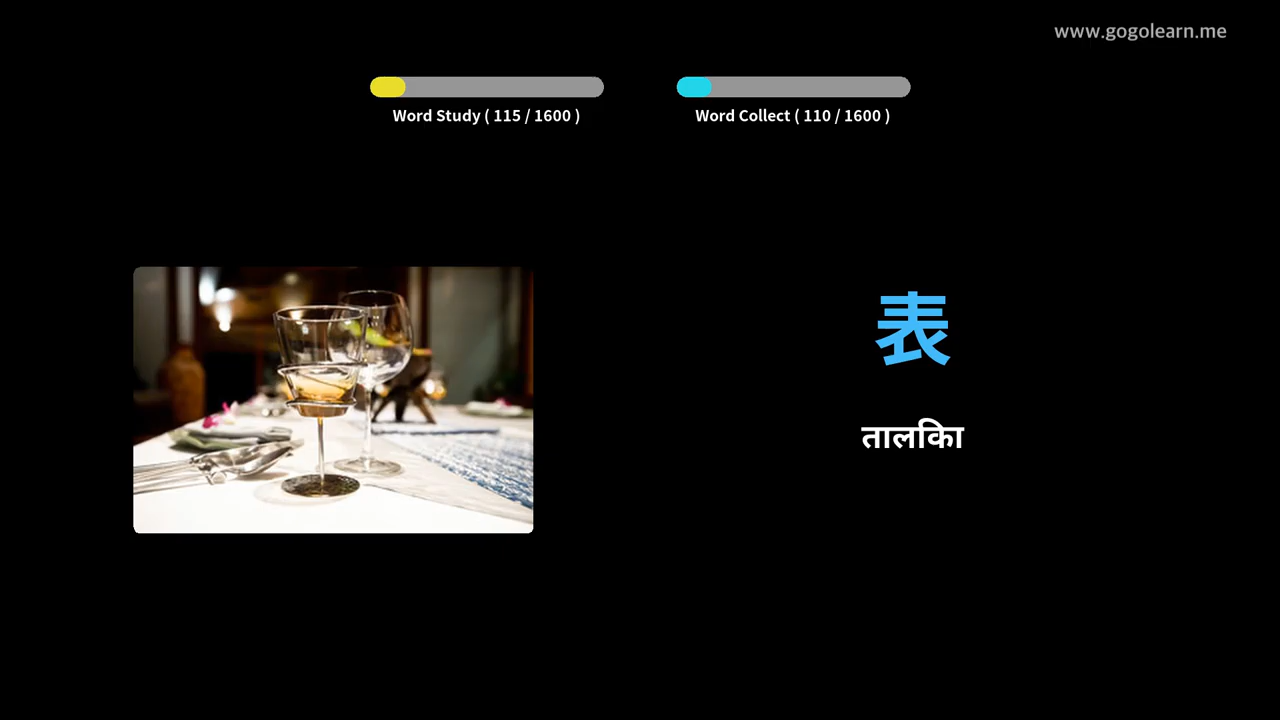 www.gogolearn.me
Word Study ( 115 / 1600 )
Word Collect ( 110 / 1600 )
表
तालिका